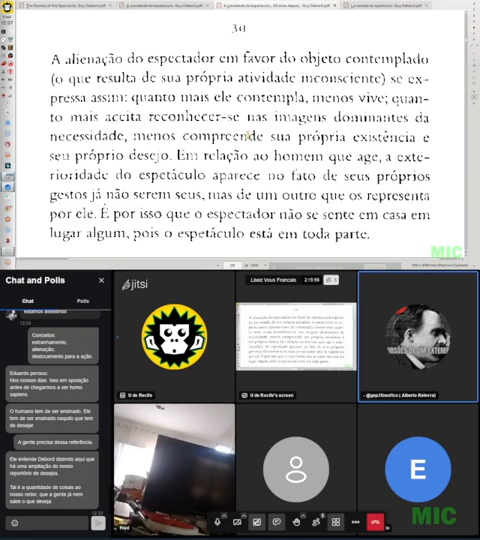 30
A alienação do espectador em favor do objeto contemplado
(o que resulta de sua própria atividade inconsciente) se ex-
pressa assim: quanto mais ele contempla, menos vive; quan-
to mais aceita reconhecer-se nas imagens dominantes da
necessidade, menos compreende sua própria existência e
seu próprio desejo. Em relação ao homem que age, a exte-
rioridade do espetáculo aparece no fato de seus próprios
gestos já não serem seus, mas de um outro que os representa
por ele. É por isso que o espectador não se sente em casa em
lugar algum, pois o espetáculo está em toda parte.
MIC
Chat and Polls
Chat
Polls
estamos assistindo
Conceitos:
estranhamento,
alienação;
deslocamento para a ação
Eduardo pensou:
Nos nossos dias. Isso em oposição
antes de chegarmos a ser homo
sapiens.
O humano tem de ser ensinado. Ele
tem de ser ensinado naquilo que tem
de desejar.
A gente precisa dessa referência.
Ele entende Debord dizendo aqui que
há uma ampliação do nosso
repertório de desejos.
Tal é a quantidade de coisas ao
nosso redor, que a gente já nem
sabe o que deseja.
jitsi
U de Recife
Lisez Vous Francais
U de Recife's screen
E
MIC